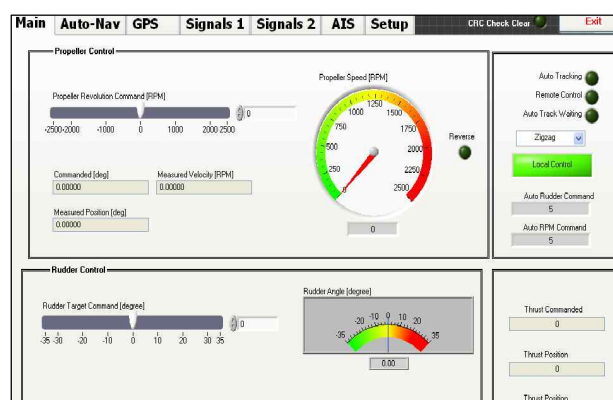 Main Auto-Nav GPS Signals 1 Signals 2 AIS Setup CRC Check Clear Exit
Propeller Control
Propeller Revolution Command [RPM]
-2500-2000 -1000 0 1000 2000 2500
0
Commanded [deg] Measured Velocity [RPM]
0.00000 0.00000
Measured Position [deg]
0.00000
Propeller Speed [RPM]
0 250 500 750 1000 1250 1500 1750 2000 2250 2500
0
Reverse
Auto Tracking
Remote Control
Auto Track Waiting
Zigzag
Local Control
Auto Rudder Command
5
Auto RPM Command
5
Rudder Control
Rudder Target Command [degree]
-35 -30 -20 -10 0 10 20 30 35
0
Rudder Angle [degree]
-35 -20 -10 0 10 20 35
0.00
Thrust Commanded
0
Thrust Position
0
Thrust Position